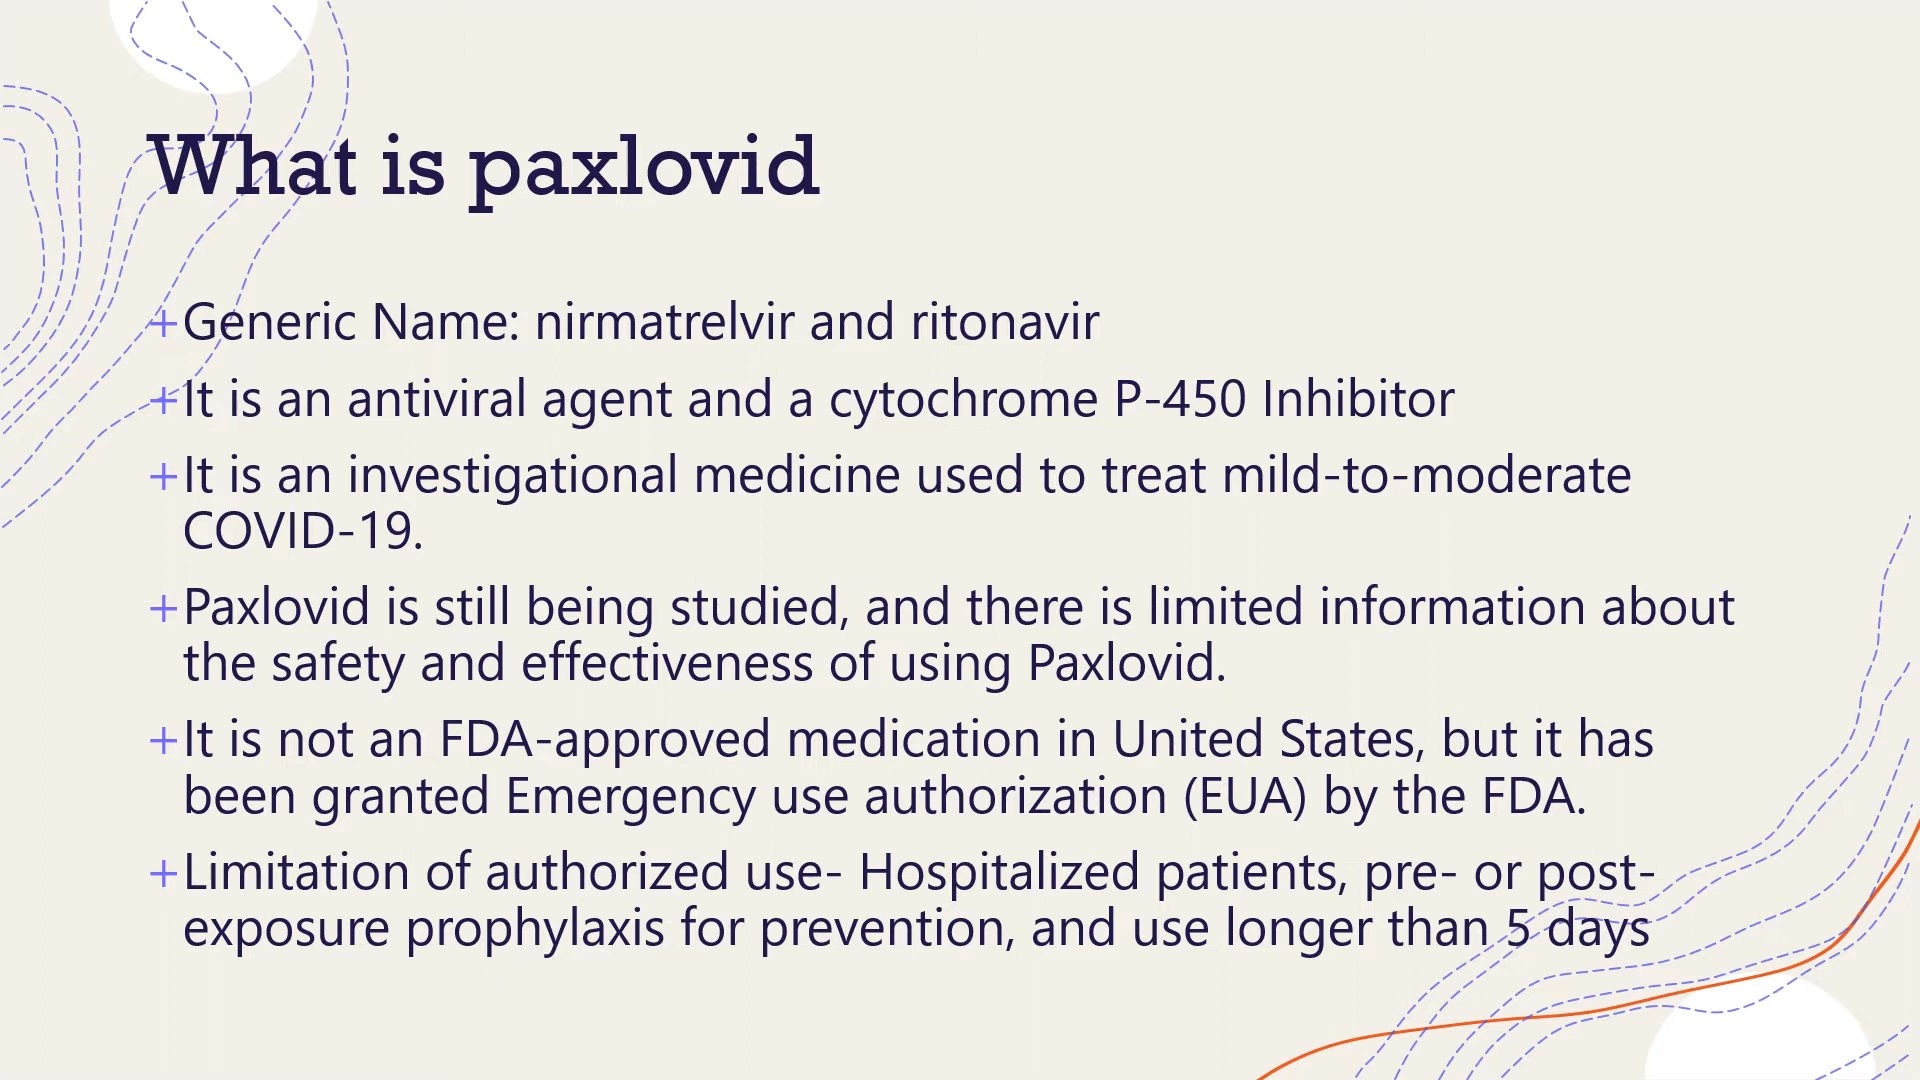 What is paxlovid
+Generic Name: nirmatrelvir and ritonavir
+It is an antiviral agent and a cytochrome P-450 Inhibitor
+It is an investigational medicine used to treat mild-to-moderate
COVID-19.
+Paxlovid is still being studied, and there is limited information about
the safety and effectiveness of using Paxlovid.
+It is not an FDA-approved medication in United States, but it has
been granted Emergency use authorization (EUA) by the FDA.
+Limitation of authorized use- Hospitalized patients, pre- or post-
exposure prophylaxis for prevention, and use longer than 5 days